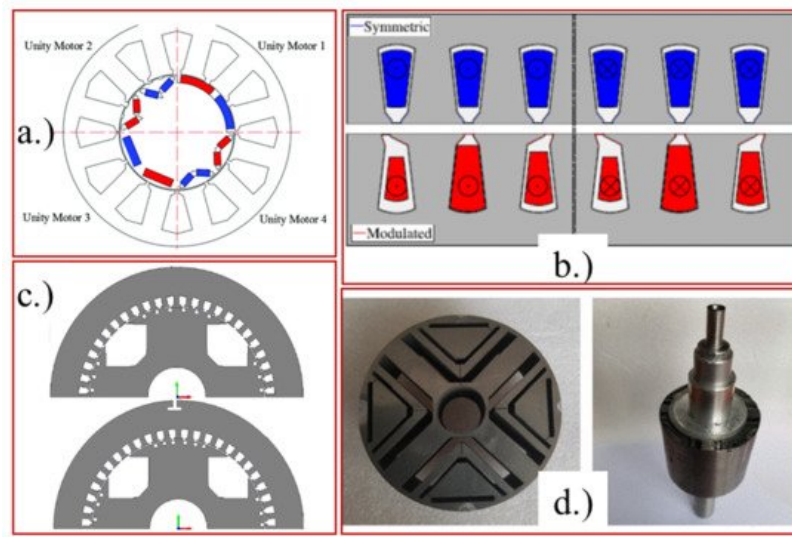 Unity Motor 2
Unity Motor 1
a.)
Unity Motor 3
Unity Motor 4
Symmetric
Modulated
b.)
c.)
d.)